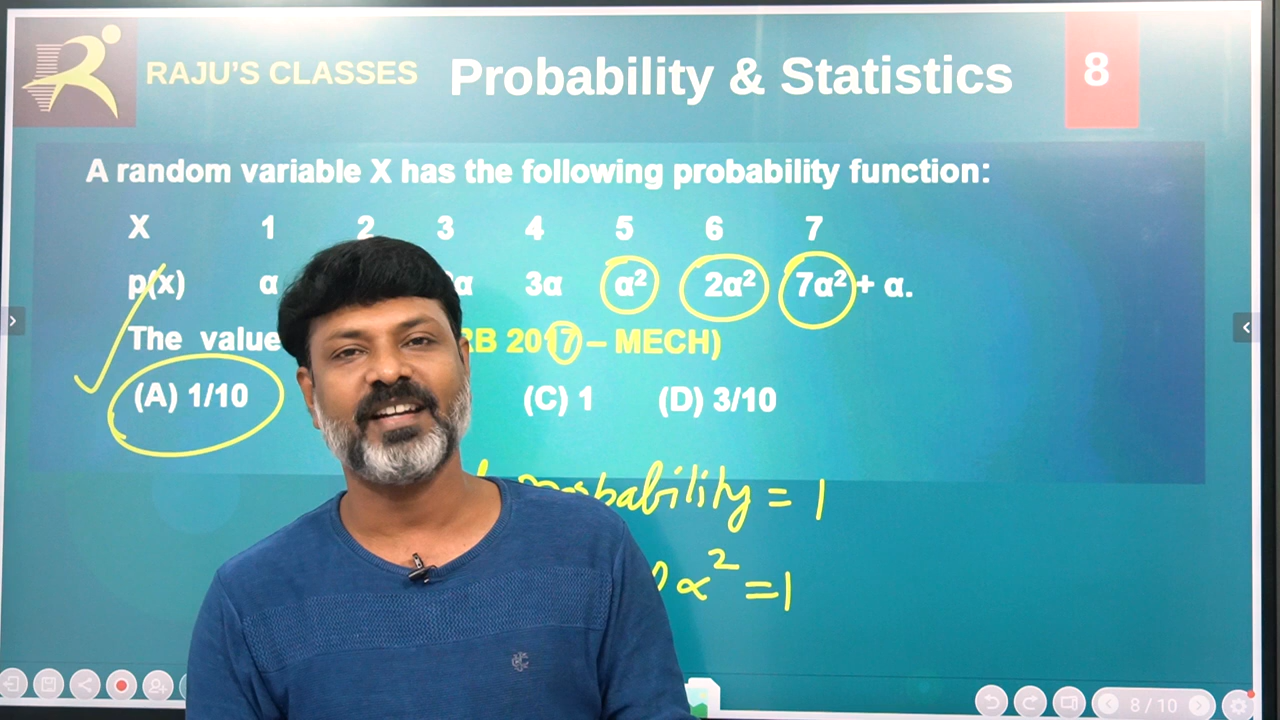 RAJU'S CLASSES
Probability & Statistics
8
A random variable X has the following probability function:
X 1 2 3 4 5 6 7
p(x) α α 3α α² 2α² 7α² + α.
The value 2017 – MECH)
(A) 1/10 (C) 1 (D) 3/10
probability = 1
α² = 1
8 / 10